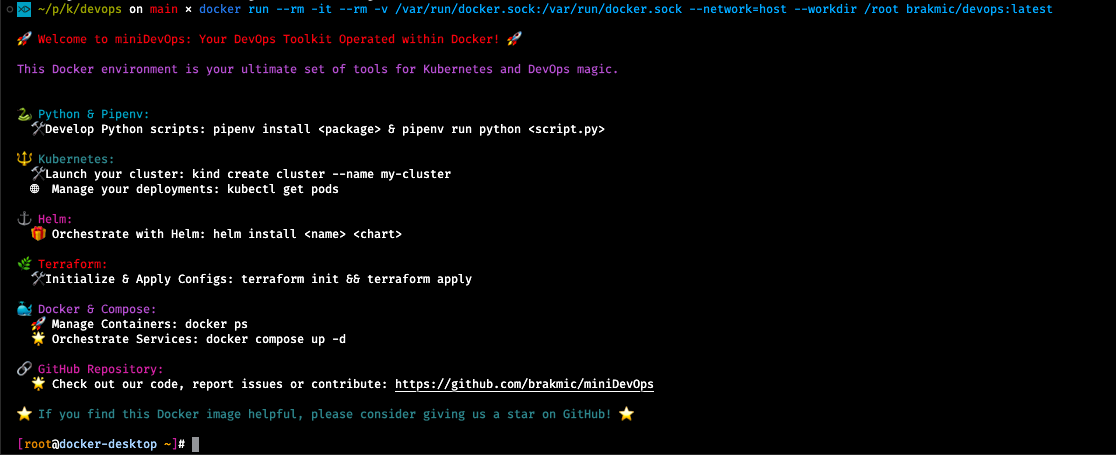 ~/p/k/devops on main × docker run --rm -it --rm -v /var/run/docker.sock:/var/run/docker.sock --network=host --workdir /root brakmic/devops:latest
🚀 Welcome to miniDevOps: Your DevOps Toolkit Operated within Docker! 🚀
This Docker environment is your ultimate set of tools for Kubernetes and DevOps magic.
🐍 Python & Pipenv:
🛠Develop Python scripts: pipenv install <package> & pipenv run python <script.py>
🔱 Kubernetes:
🛠Launch your cluster: kind create cluster --name my-cluster
🌐 Manage your deployments: kubectl get pods
⚓ Helm:
🎁 Orchestrate with Helm: helm install <name> <chart>
🌿 Terraform:
🛠Initialize & Apply Configs: terraform init && terraform apply
🐳 Docker & Compose:
🚀 Manage Containers: docker ps
🌟 Orchestrate Services: docker compose up -d
🔗 GitHub Repository:
🌟 Check out our code, report issues or contribute: https://github.com/brakmic/miniDevOps
⭐ If you find this Docker image helpful, please consider giving us a star on GitHub! ⭐
[root@docker-desktop ~]#